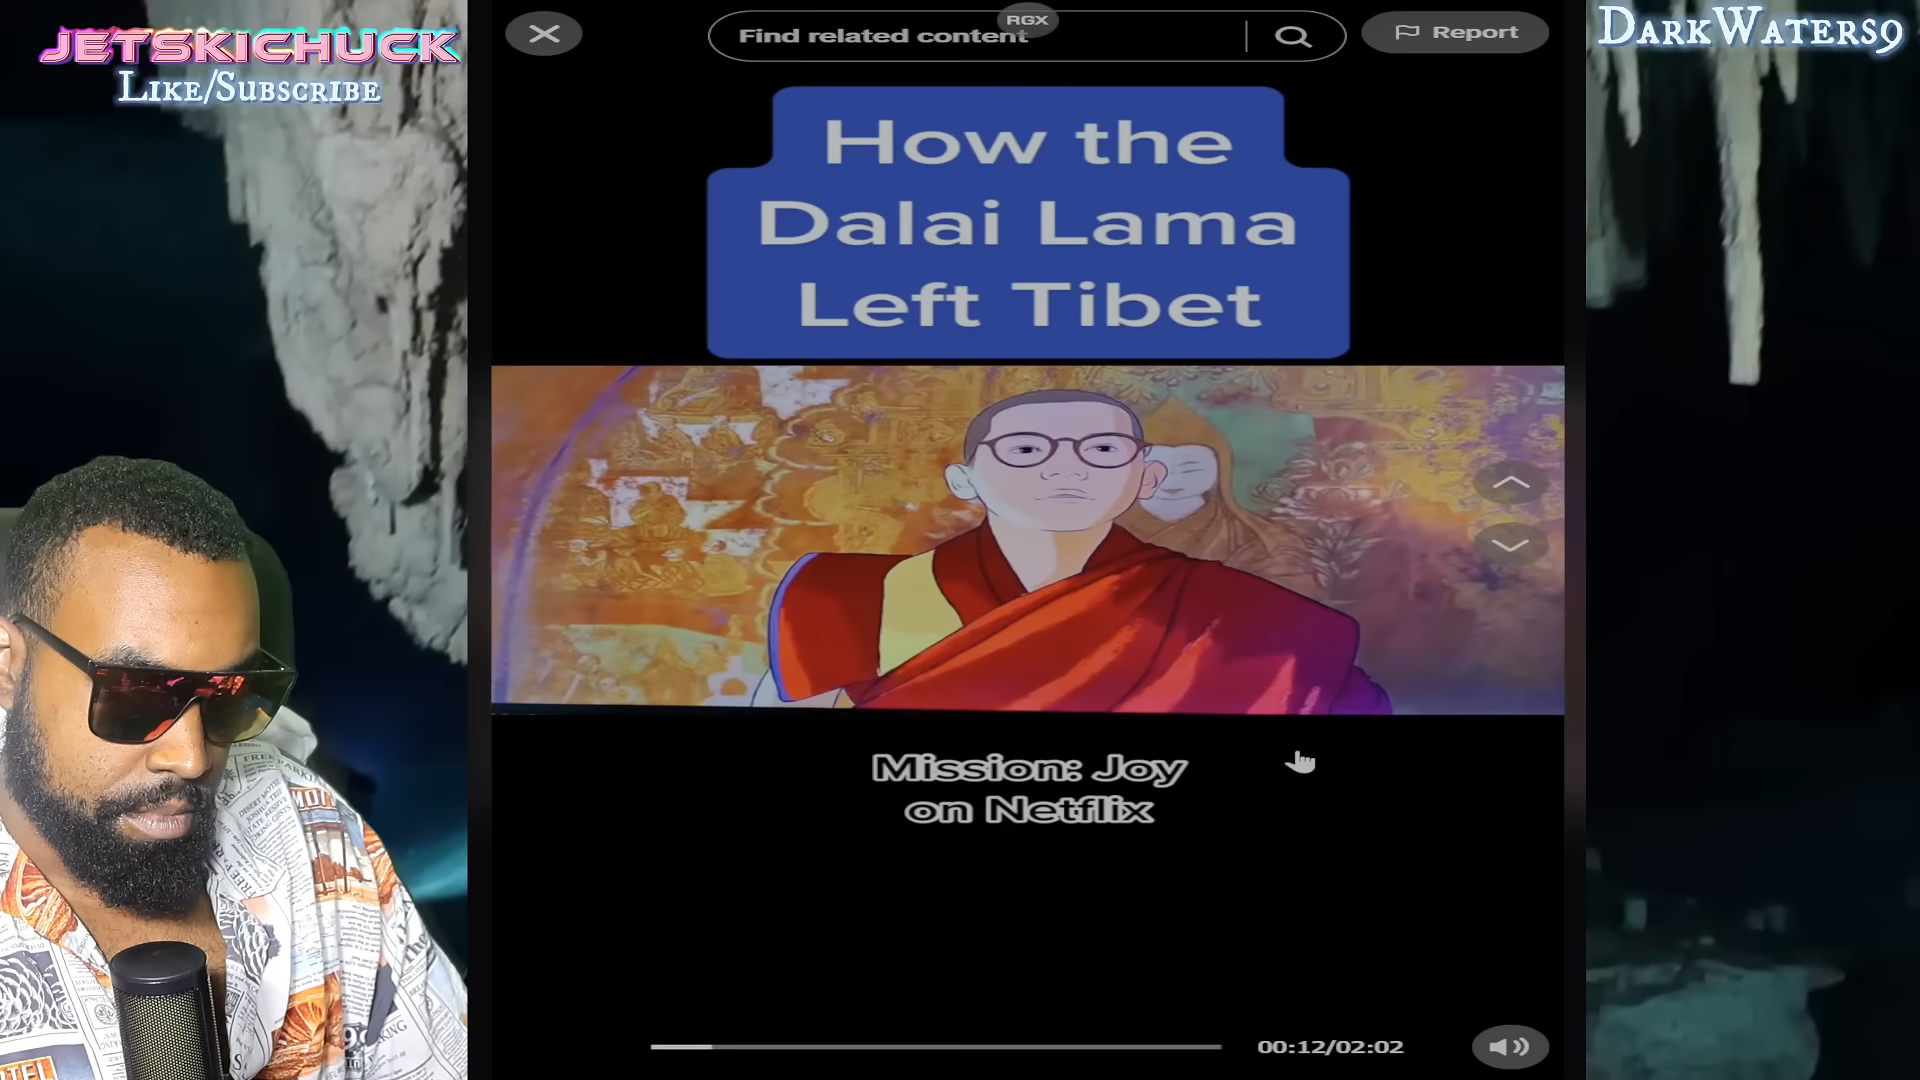 JETSKICHUCK
LIKE/SUBSCRIBE
RGX
Find related content
Report
DARKWATERS9
How the
Dalai Lama
Left Tibet
Mission: Joy
on Netflix
00:12/02:02